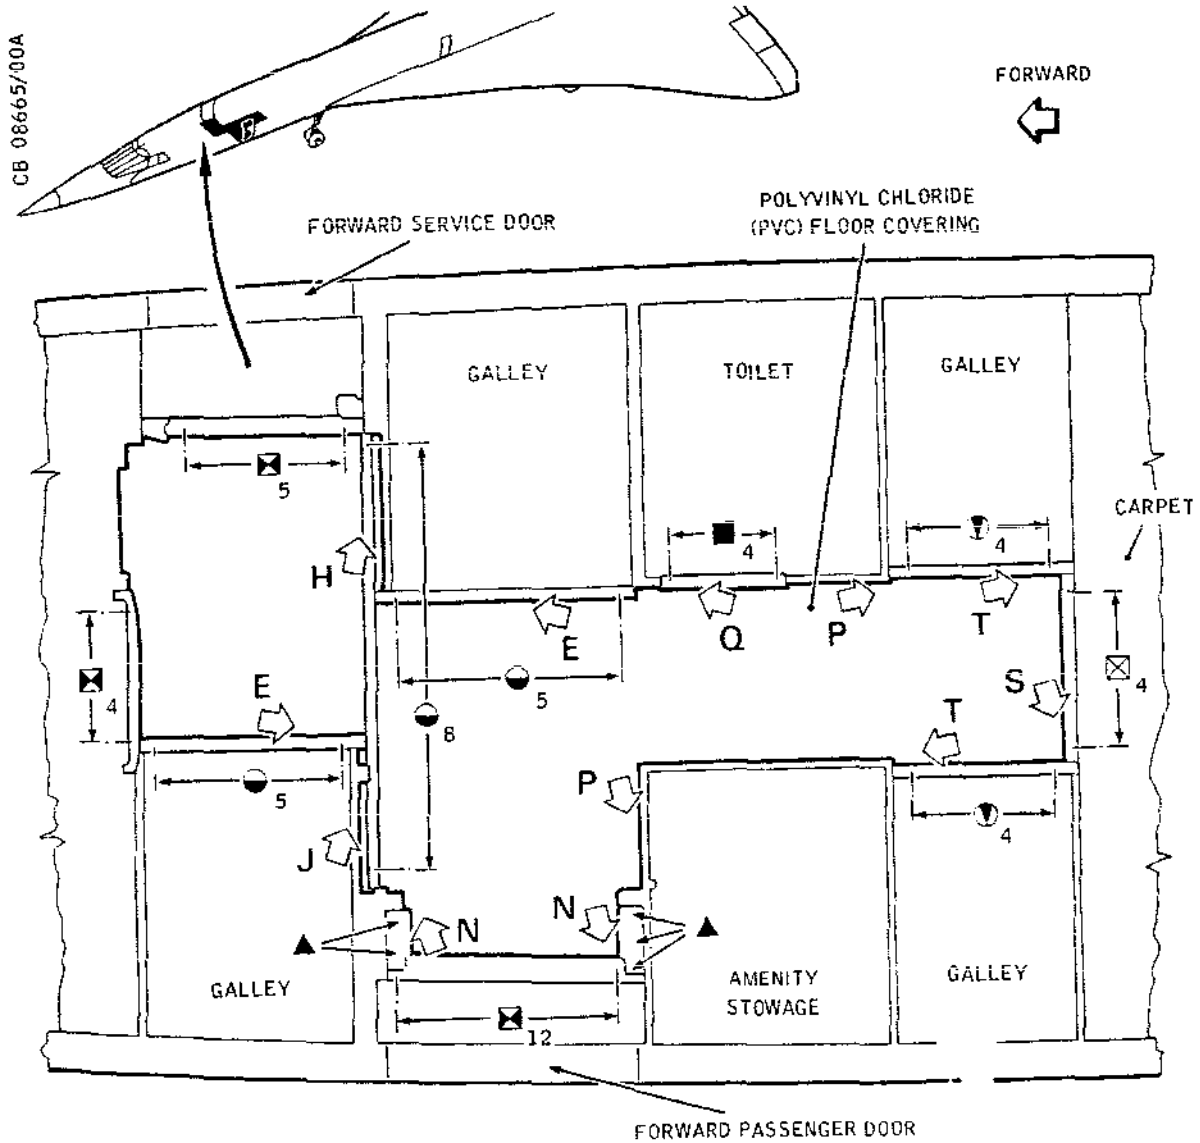 CB 08665/00A
FORWARD
FORWARD SERVICE DOOR
POLYVINYL CHLORIDE
(PVC) FLOOR COVERING
GALLEY
TOILET
GALLEY
CARPET
5
4
4
H
E
Q
P
T
4
E
5
8
S
4
T
5
P
4
J
N
N
GALLEY
AMENITY
STOWAGE
GALLEY
12
FORWARD PASSENGER DOOR